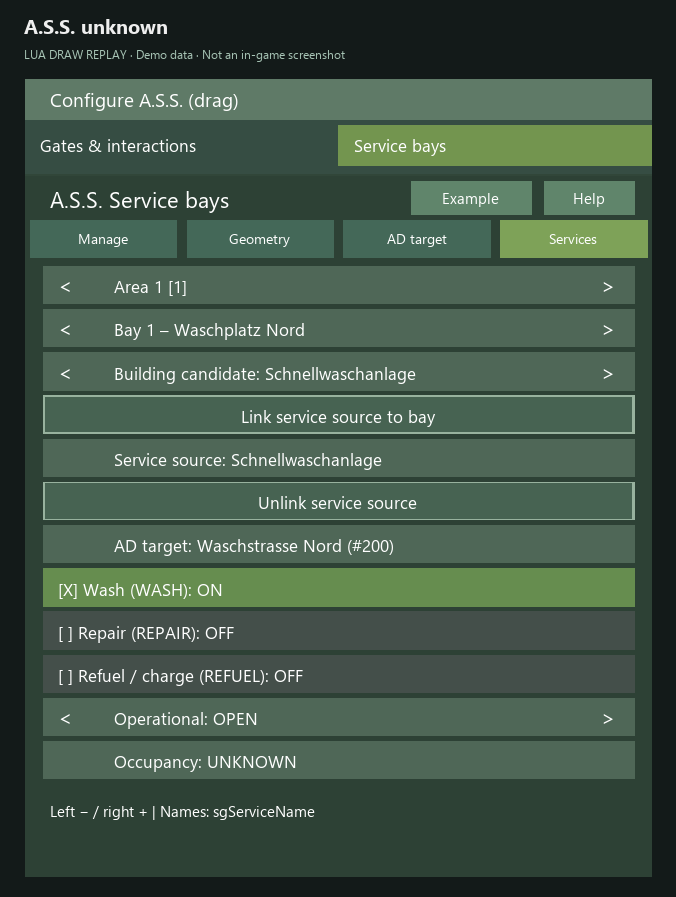 A.S.S. unknown
LUA DRAW REPLAY · Demo data · Not an in-game screenshot
Configure A.S.S. (drag)
Gates & interactions Service bays
A.S.S. Service bays Example Help
Manage Geometry AD target Services
< Area 1 [1] >
< Bay 1 – Waschplatz Nord >
< Building candidate: Schnellwaschanlage >
Link service source to bay
Service source: Schnellwaschanlage
Unlink service source
AD target: Waschstrasse Nord (#200)
[X] Wash (WASH): ON
[ ] Repair (REPAIR): OFF
[ ] Refuel / charge (REFUEL): OFF
< Operational: OPEN >
Occupancy: UNKNOWN
Left − / right + | Names: sgServiceName